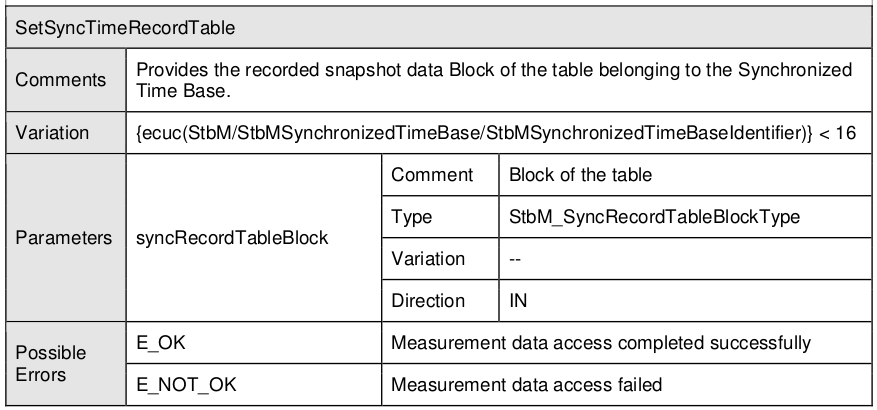 SetSyncTimeRecordTable
Comments
Provides the recorded snapshot data Block of the table belonging to the Synchronized
Time Base.
Variation
{ecuc(StbM/StbMSynchronizedTimeBase/StbMSynchronizedTimeBaseIdentifier)} < 16
Parameters
syncRecordTableBlock
Comment
Block of the table
Type
StbM_SyncRecordTableBlockType
Variation
--
Direction
IN
Possible
Errors
E_OK
Measurement data access completed successfully
E_NOT_OK
Measurement data access failed